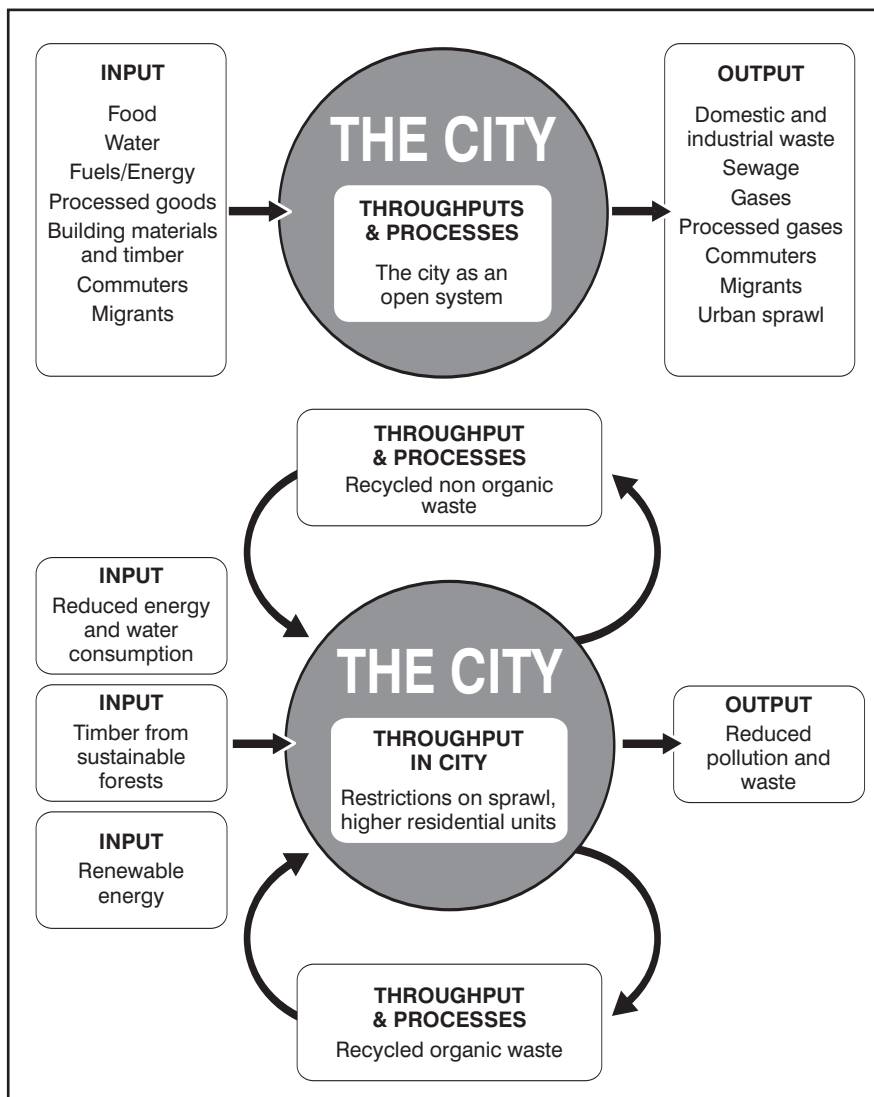 INPUT
Food
Water
Fuels/Energy
Processed goods
Building materials
and timber
Commuters
Migrants
THE CITY
THROUGHPUTS
& PROCESSES
The city as an
open system
OUTPUT
Domestic and
industrial waste
Sewage
Gases
Processed gases
Commuters
Migrants
Urban sprawl
THROUGHPUT
& PROCESSES
Recycled non organic
waste
INPUT
Reduced energy
and water
consumption
INPUT
Timber from
sustainable
forests
INPUT
Renewable
energy
THE CITY
THROUGHPUT
IN CITY
Restrictions on sprawl,
higher residential units
OUTPUT
Reduced
pollution and
waste
THROUGHPUT
& PROCESSES
Recycled organic waste